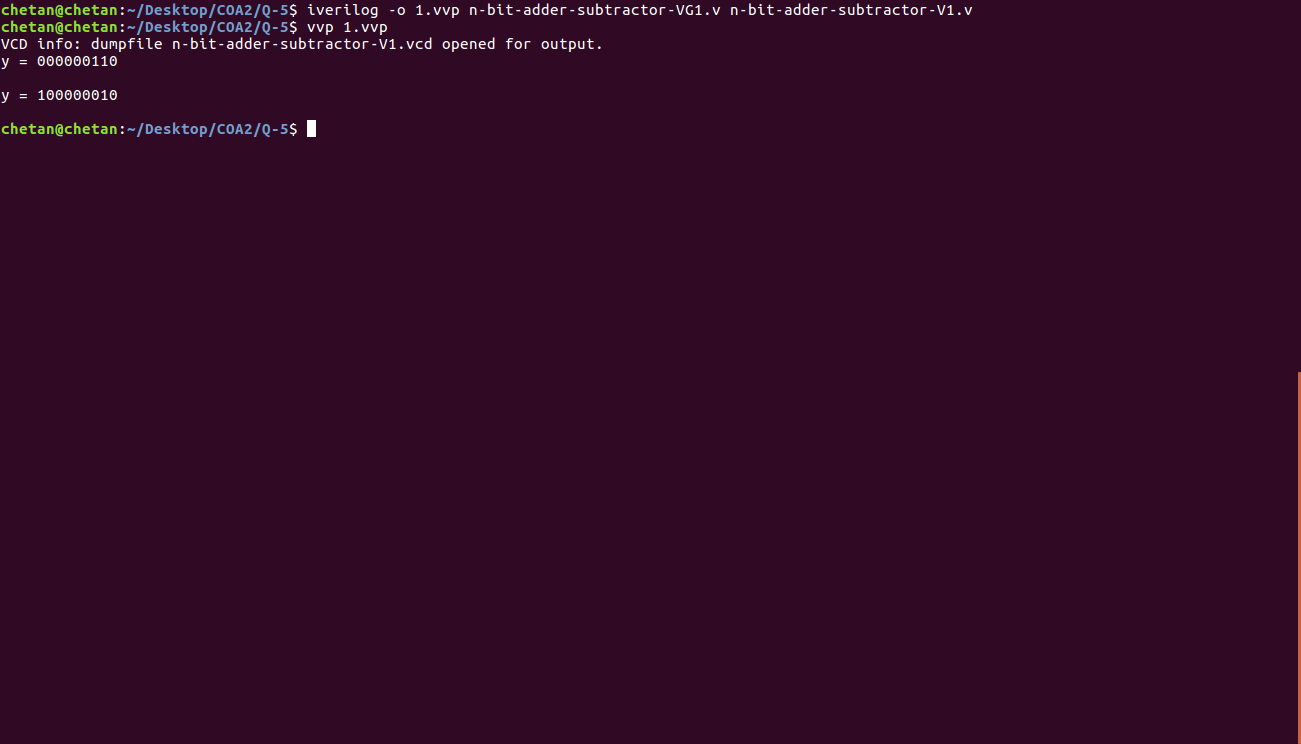 chetan@chetan:~/Desktop/COA2/Q-5$ iverilog -o 1.vvp n-bit-adder-subtractor-VG1.v n-bit-adder-subtractor-V1.v
chetan@chetan:~/Desktop/COA2/Q-5$ vvp 1.vvp
VCD info: dumpfile n-bit-adder-subtractor-V1.vcd opened for output.
y = 000000110
y = 100000010
chetan@chetan:~/Desktop/COA2/Q-5$